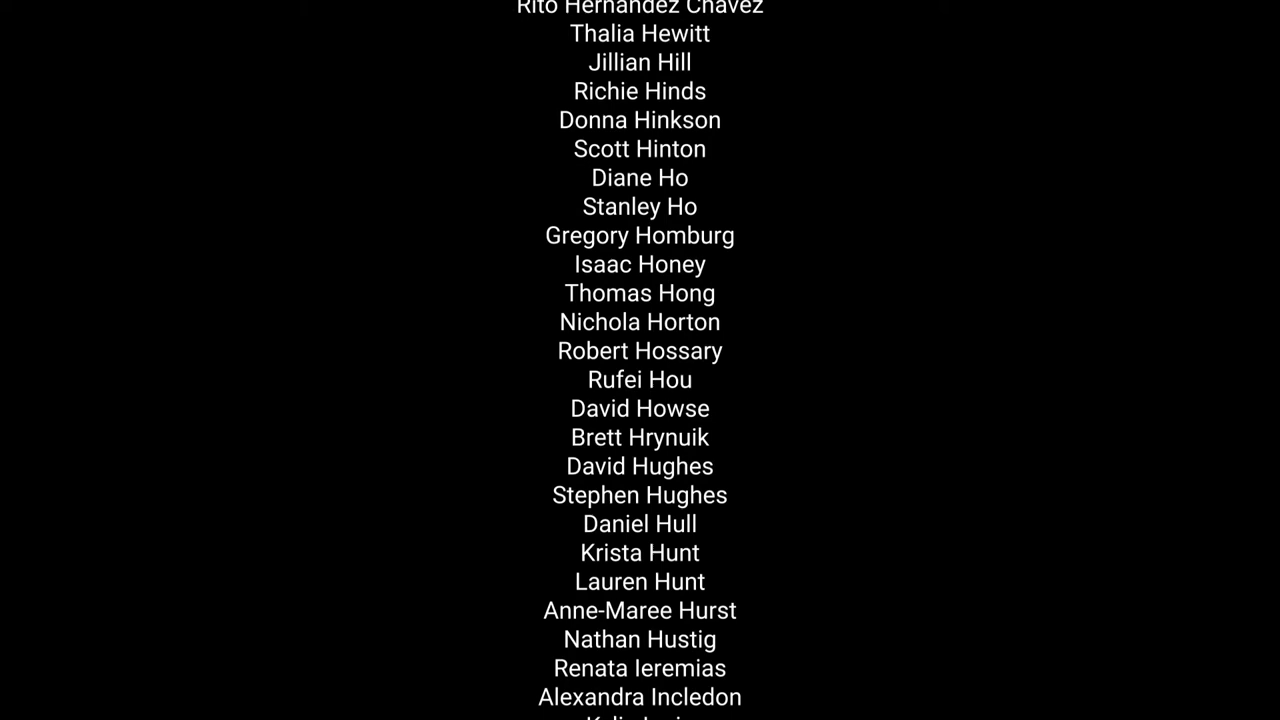 Rito Hernandez Chavez
Thalia Hewitt
Jillian Hill
Richie Hinds
Donna Hinkson
Scott Hinton
Diane Ho
Stanley Ho
Gregory Homburg
Isaac Honey
Thomas Hong
Nichola Horton
Robert Hossary
Rufei Hou
David Howse
Brett Hrynuik
David Hughes
Stephen Hughes
Daniel Hull
Krista Hunt
Lauren Hunt
Anne-Maree Hurst
Nathan Hustig
Renata Ieremias
Alexandra Incledon